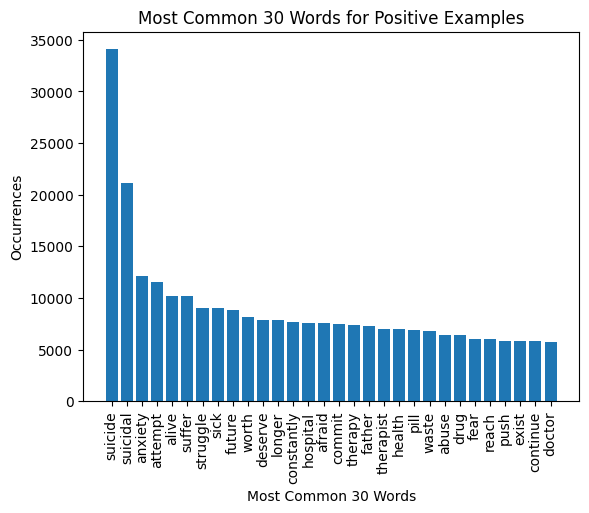 Most Common 30 Words for Positive Examples
35000
30000
25000
20000
15000
10000
5000
0
Occurrences
suicide
suicidal
anxiety
attempt
alive
suffer
struggle
sick
future
worth
deserve
longer
constantly
hospital
afraid
commit
therapy
father
therapist
health
pill
waste
abuse
drug
fear
reach
push
exist
continue
doctor
Most Common 30 Words